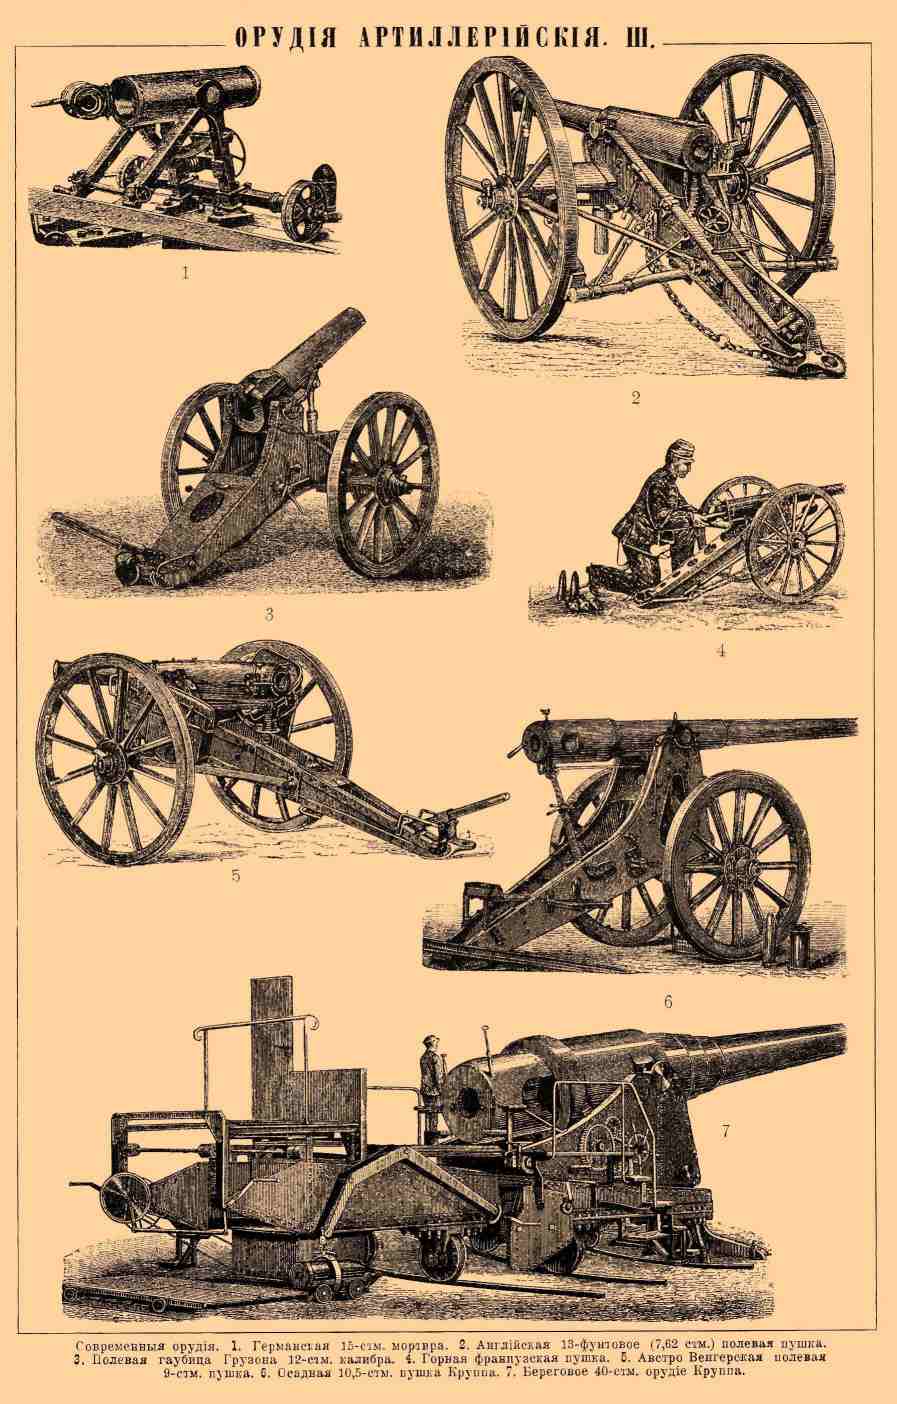 ОРУДІЯ АРТИЛЛЕРІЙСКІЯ. III.
1
2
3
4
5
6
7
Современныя орудія. 1. Германская 15-стм. мортира. 2. Англійская 13-фунтовое (7,62 стм.) полевая пушка.
3. Полевая гаубица Грузона 12-стм. калибра. 4. Горная французская пушка. 5. Австро Венгерская полевая
9-стм. пушка. 6. Осадная 10,5-стм. пушка Круппа. 7. Береговое 40-стм. орудіе Круппа.